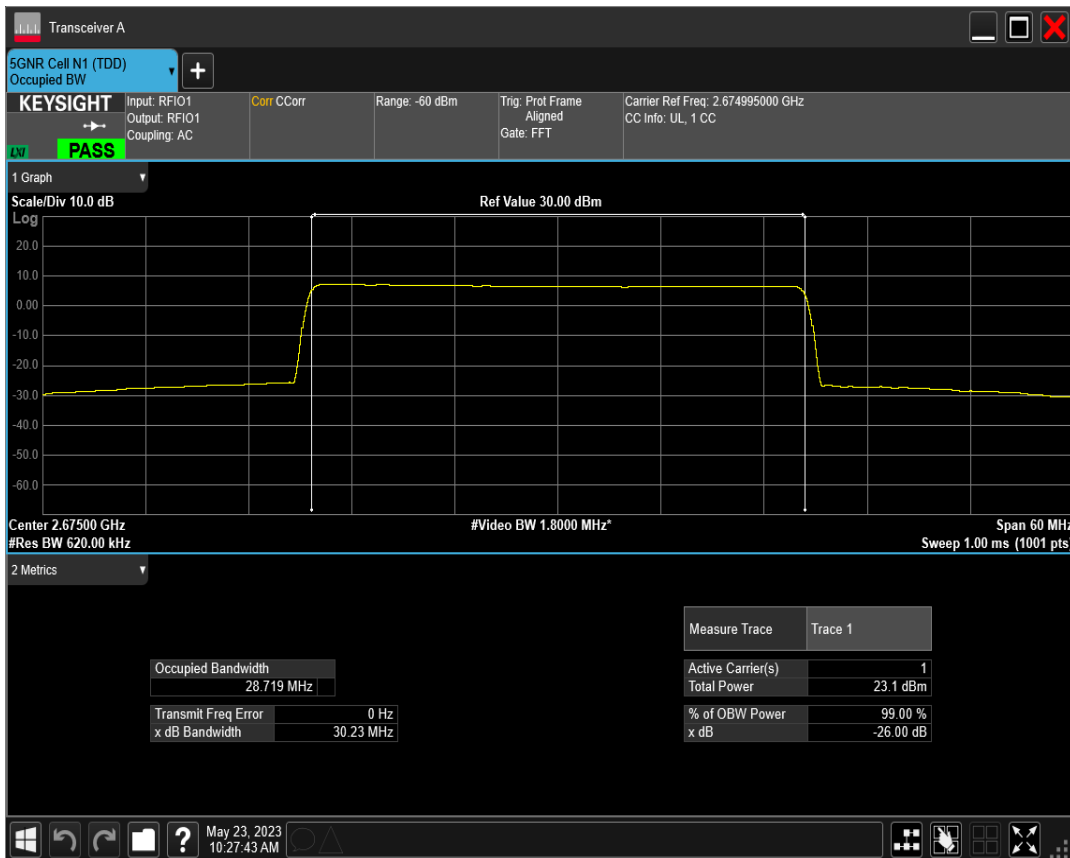 Transceiver A
5GNR Cell N1 (TDD)
Occupied BW
+
KEYSIGHT
LXI
PASS
Input: RFIO1
Output: RFIO1
Coupling: AC
Corr CCorr
Range: -60 dBm
Trig: Prot Frame
Aligned
Gate: FFT
Carrier Ref Freq: 2.674995000 GHz
CC Info: UL, 1 CC
1 Graph
Scale/Div 10.0 dB
Ref Value 30.00 dBm
Log
20.0
10.0
0.00
-10.0
-20.0
-30.0
-40.0
-50.0
-60.0
Center 2.67500 GHz
#Video BW 1.8000 MHz*
Span 60 MHz
#Res BW 620.00 kHz
Sweep 1.00 ms (1001 pts)
2 Metrics
Measure Trace Trace 1
Occupied Bandwidth
28.719 MHz
Active Carrier(s) 1
Total Power 23.1 dBm
Transmit Freq Error 0 Hz
x dB Bandwidth 30.23 MHz
% of OBW Power 99.00 %
x dB -26.00 dB
?
May 23, 2023
10:27:43 AM